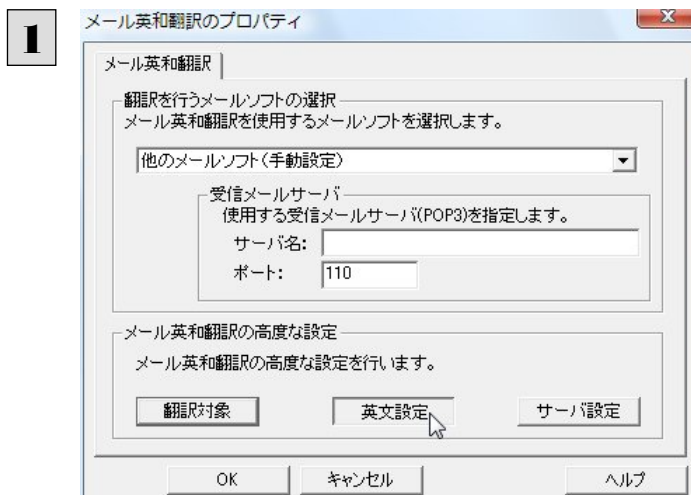 1
メール英和翻訳のプロパティ
メール英和翻訳
翻訳を行うメールソフトの選択
メール英和翻訳を使用するメールソフトを選択します。
他のメールソフト(手動設定)
受信メールサーバ
使用する受信メールサーバ(POP3)を指定します。
サーバ名:
ポート: 110
メール英和翻訳の高度な設定
メール英和翻訳の高度な設定を行います。
翻訳対象 英文設定 サーバ設定
OK キャンセル ヘルプ